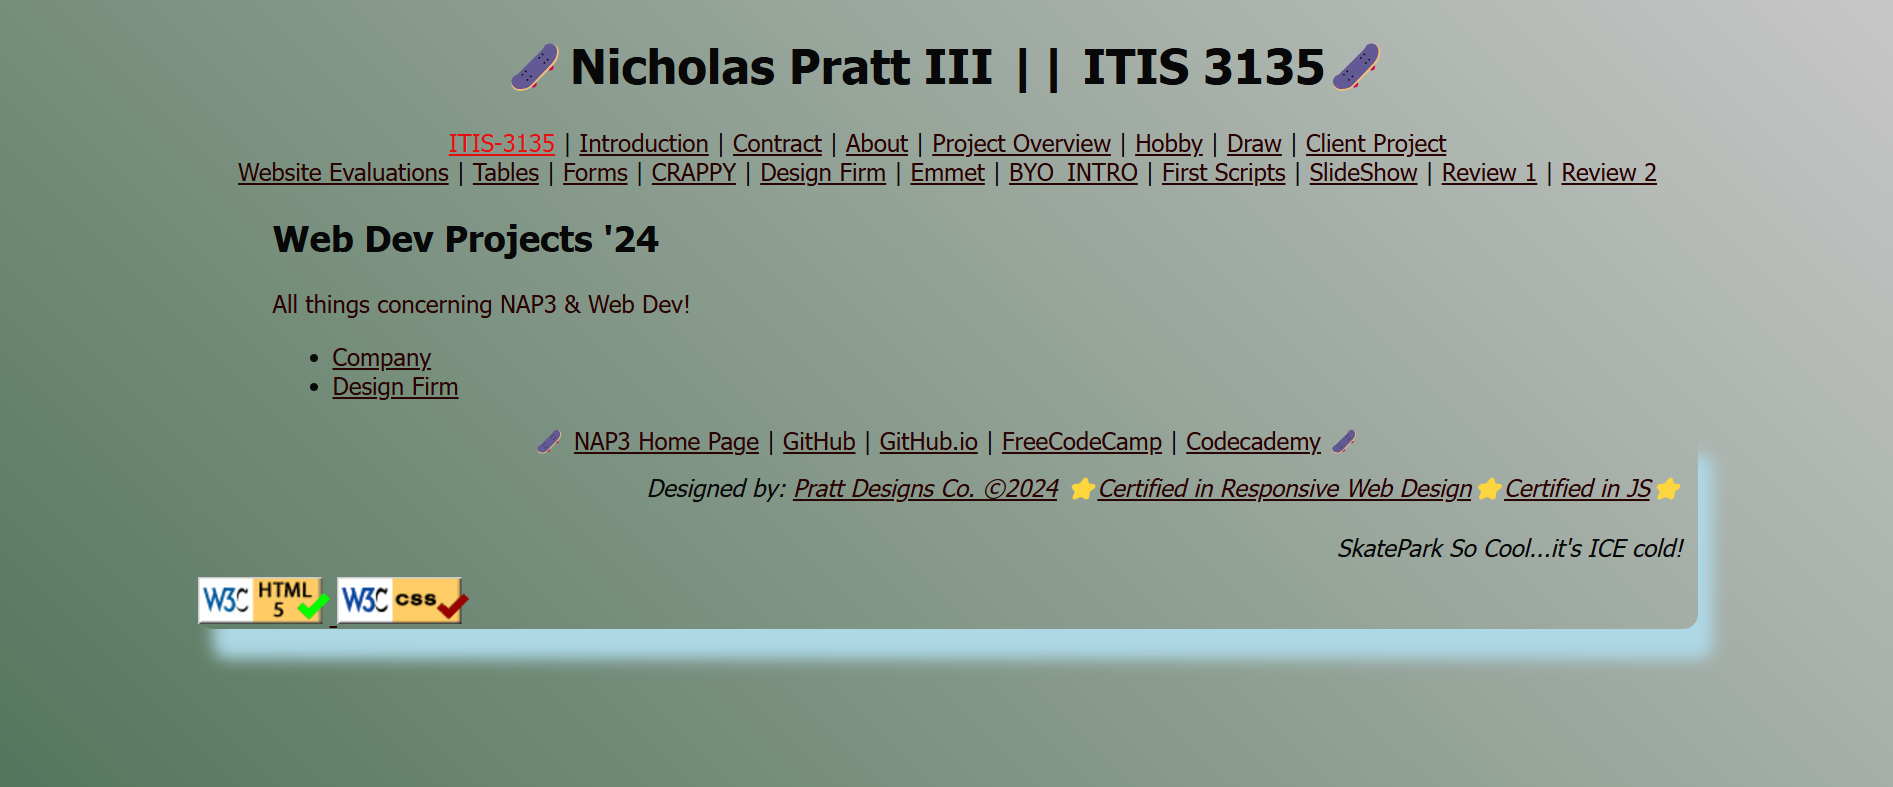 Nicholas Pratt III || ITIS 3135
ITIS-3135 | Introduction | Contract | About | Project Overview | Hobby | Draw | Client Project
Website Evaluations | Tables | Forms | CRAPPY | Design Firm | Emmet | BYO_INTRO | First Scripts | SlideShow | Review 1 | Review 2
Web Dev Projects '24
All things concerning NAP3 & Web Dev!
• Company
• Design Firm
NAP3 Home Page | GitHub | GitHub.io | FreeCodeCamp | Codecademy
Designed by: Pratt Designs Co. ©2024 Certified in Responsive Web Design Certified in JS
SkatePark So Cool...it's ICE cold!
W3C HTML 5 W3C css